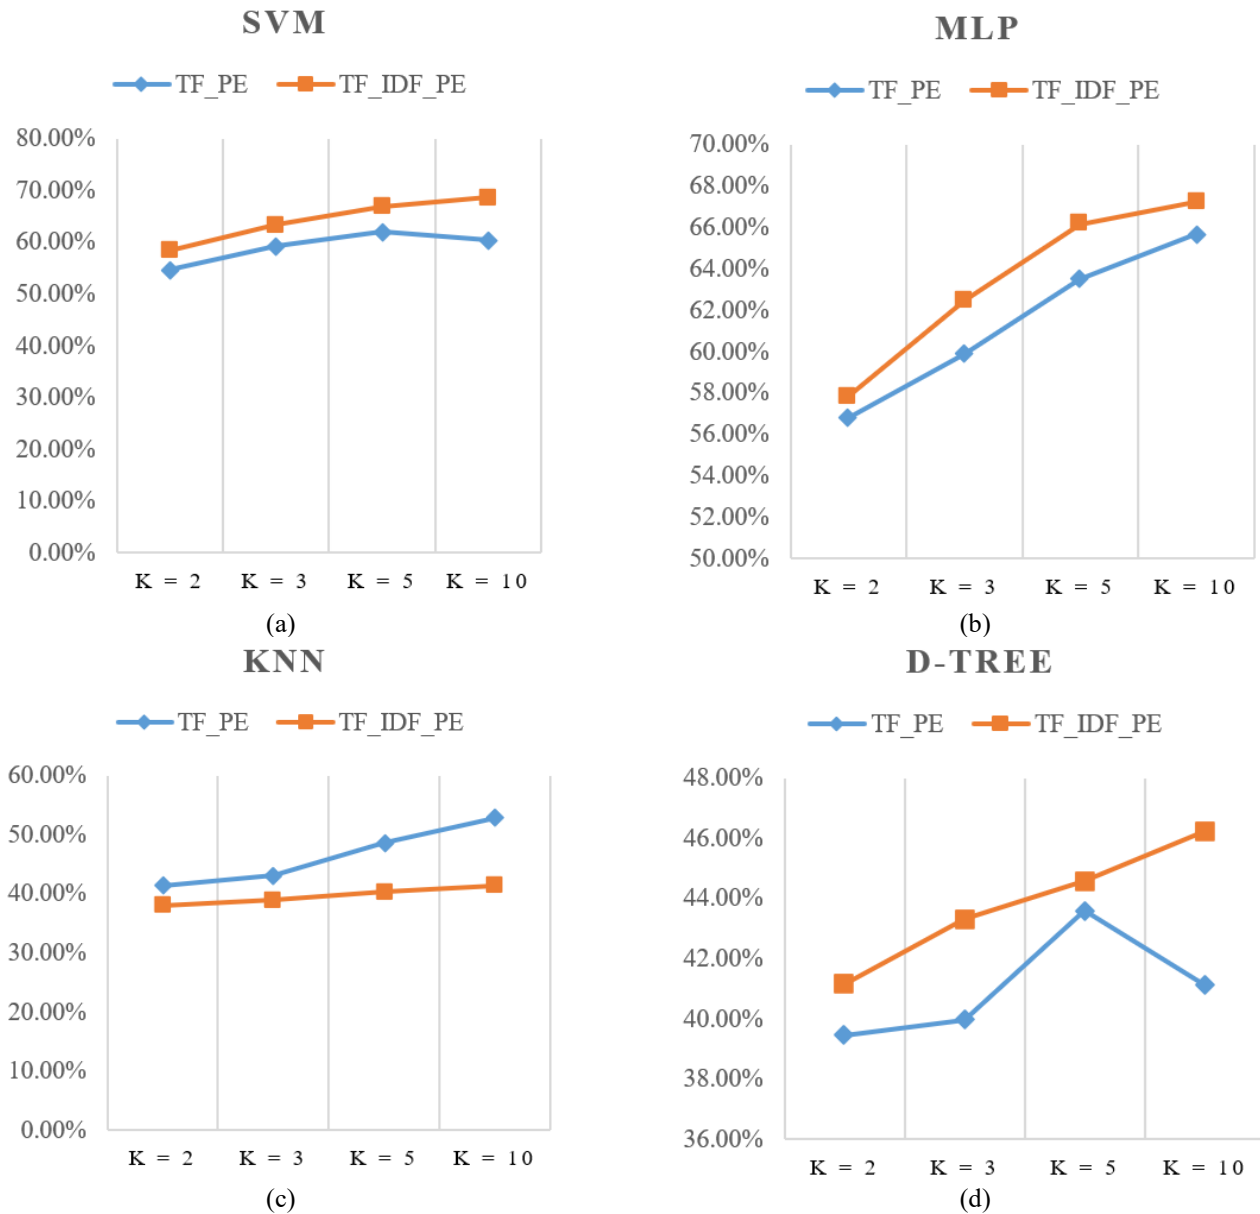 SVM
TF_PE TF_IDF_PE
80.00%
70.00%
60.00%
50.00%
40.00%
30.00%
20.00%
10.00%
0.00%
K = 2 K = 3 K = 5 K = 10
(a)
MLP
TF_PE TF_IDF_PE
70.00%
68.00%
66.00%
64.00%
62.00%
60.00%
58.00%
56.00%
54.00%
52.00%
50.00%
K = 2 K = 3 K = 5 K = 10
(b)
KNN
TF_PE TF_IDF_PE
60.00%
50.00%
40.00%
30.00%
20.00%
10.00%
0.00%
K = 2 K = 3 K = 5 K = 10
(c)
D-TREE
TF_PE TF_IDF_PE
48.00%
46.00%
44.00%
42.00%
40.00%
38.00%
36.00%
K = 2 K = 3 K = 5 K = 10
(d)